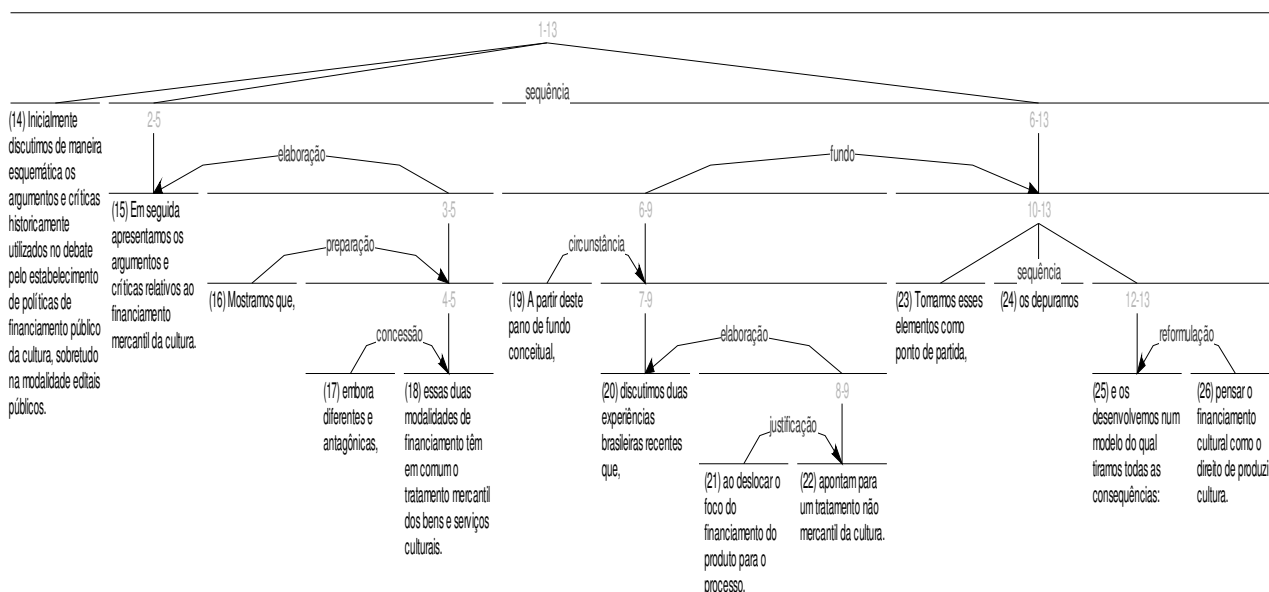 1-13
sequência
(14) Inicialmente
discutimos de maneira
esquemática os
argumentos e críticas
historicamente
utilizados no debate
pelo estabelecimento
de políticas de
financiamento público
da cultura, sobretudo
na modalidade editais
públicos.
2-5
6-13
elaboração
fundo
(15) Em seguida
apresentamos os
argumentos e
críticas relativos ao
financiamento
mercantil da cultura.
3-5
6-9
10-13
preparação
circunstância
sequência
(16) Mostramos que,
4-5
(19) A partir deste
pano de fundo
conceitual,
7-9
(23) Tomamos esses
elementos como
ponto de partida,
(24) os depuramos
12-13
concessão
elaboração
reformulação
(17) embora
diferentes e
antagônicas,
(18) essas duas
modalidades de
financiamento têm
em comum o
tratamento mercantil
dos bens e serviços
culturais.
(20) discutimos duas
experiências
brasileiras recentes
que,
8-9
(25) e os
desenvolvemos num
modelo do qual
tiramos todas as
consequências:
(26) pensar o
financiamento
cultural como o
direito de produzi
cultura.
justificação
(21) ao deslocar o
foco do
financiamento do
produto para o
processo,
(22) apontam para
um tratamento não
mercantil da cultura.